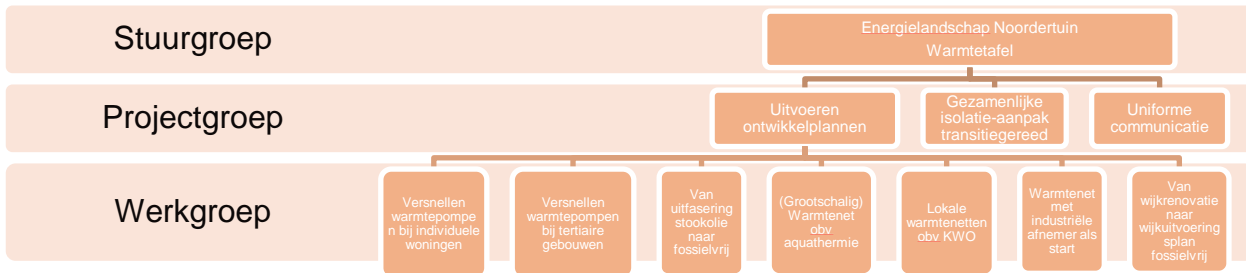 Stuurgroep
Energielandschap Noordertuin
Warmtetafel
Projectgroep
Uitvoeren
ontwikkelplannen
Gezamenlijke
isolatie-aanpak
transitiegereed
Uniforme
communicatie
Werkgroep
Versnellen
warmtepompe
n bij individuele
woningen
Versnellen
warmtepompen
bij tertiaire
gebouwen
Van
uitfasering
stookolie
naar
fossielvrij
(Grootschalig)
Warmtenet
obv
aquathermie
Lokale
warmtenetten
obv KWO
Warmtenet
met
industriële
afnemer als
start
Van
wijkrenovatie
naar
wijkuitvoering
splan
fossielvrij